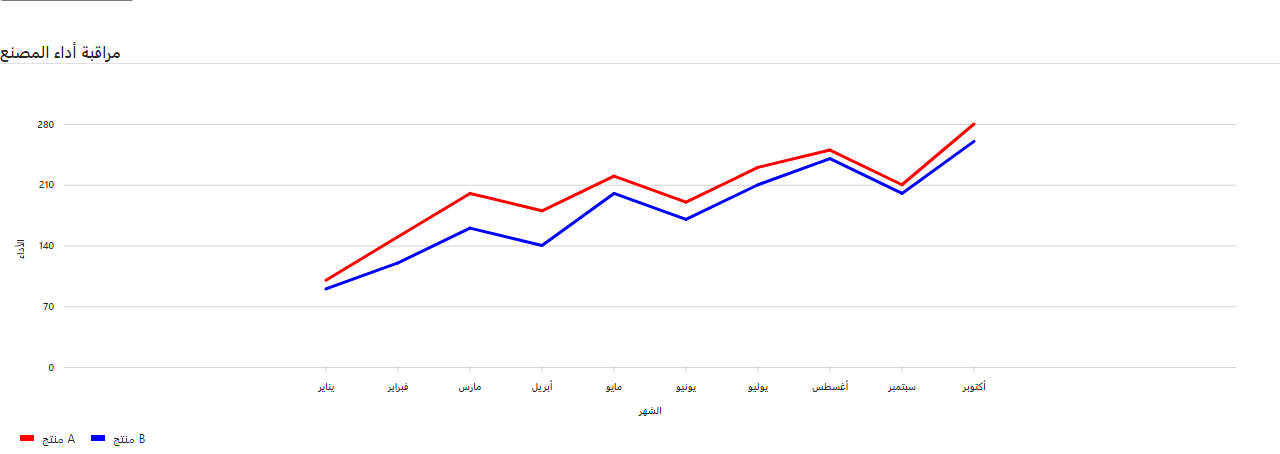 مراقبة أداء المصنع
280
210
140
70
0
الأداء
يناير فبراير مارس أبريل مايو يونيو يوليو أغسطس سبتمبر أكتوبر
الشهر
منتج A منتج B